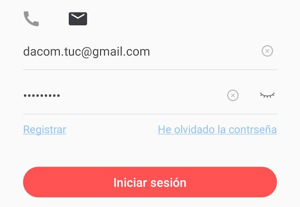 dacom.tuc@gmail.com
•••••••••
Registrar He olvidado la contrseña
Iniciar sesión